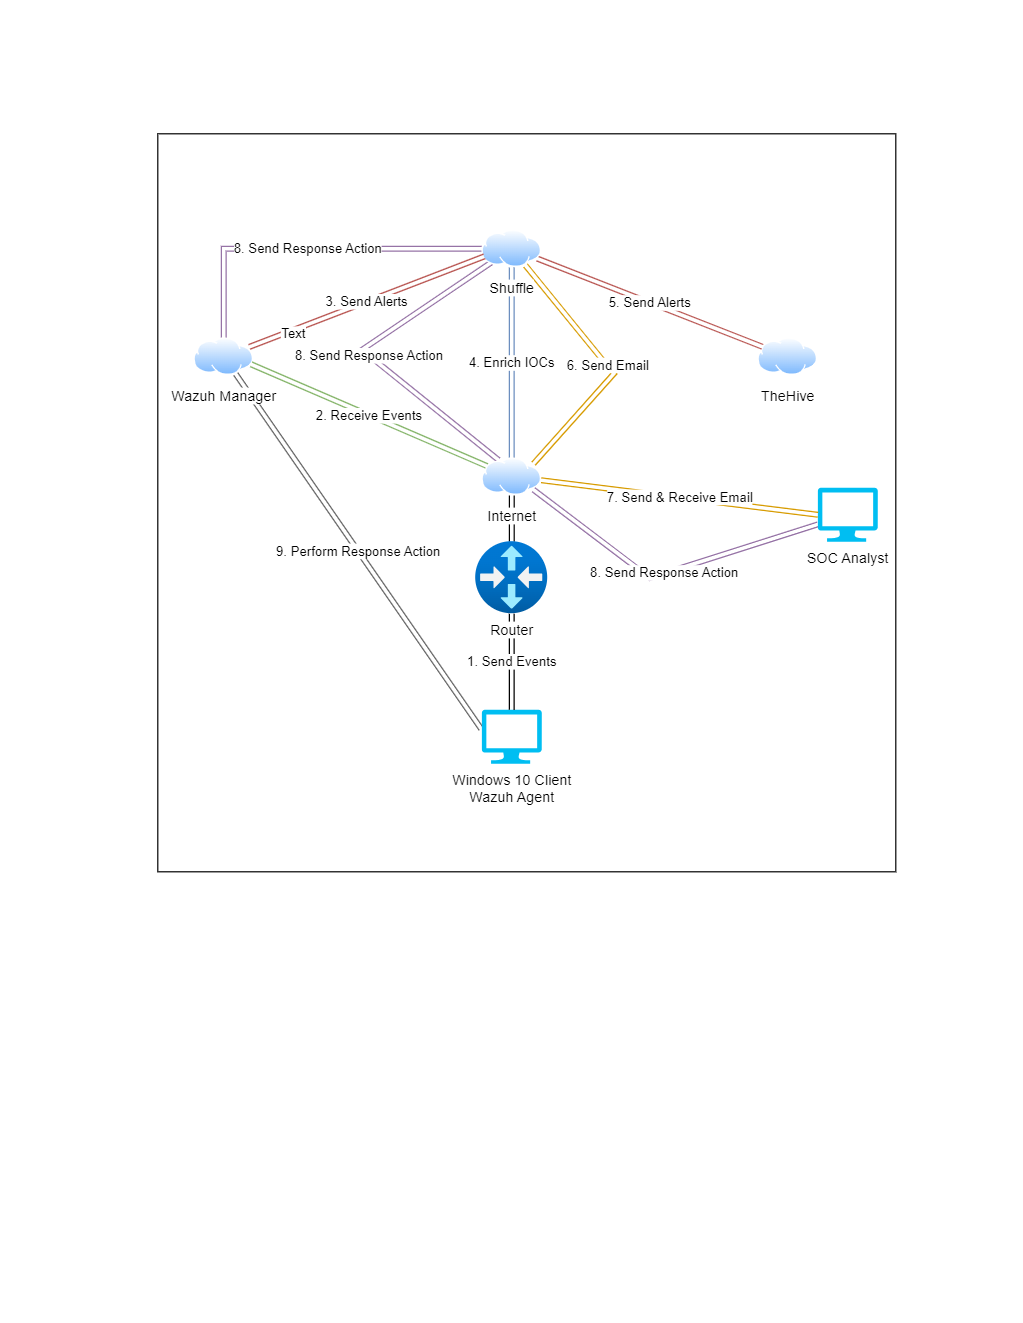 8. Send Response Action
Shuffle
3. Send Alerts
5. Send Alerts
Text
8. Send Response Action
4. Enrich IOCs
6. Send Email
Wazuh Manager
TheHive
2. Receive Events
7. Send & Receive Email
Internet
9. Perform Response Action
SOC Analyst
8. Send Response Action
Router
1. Send Events
Windows 10 Client
Wazuh Agent